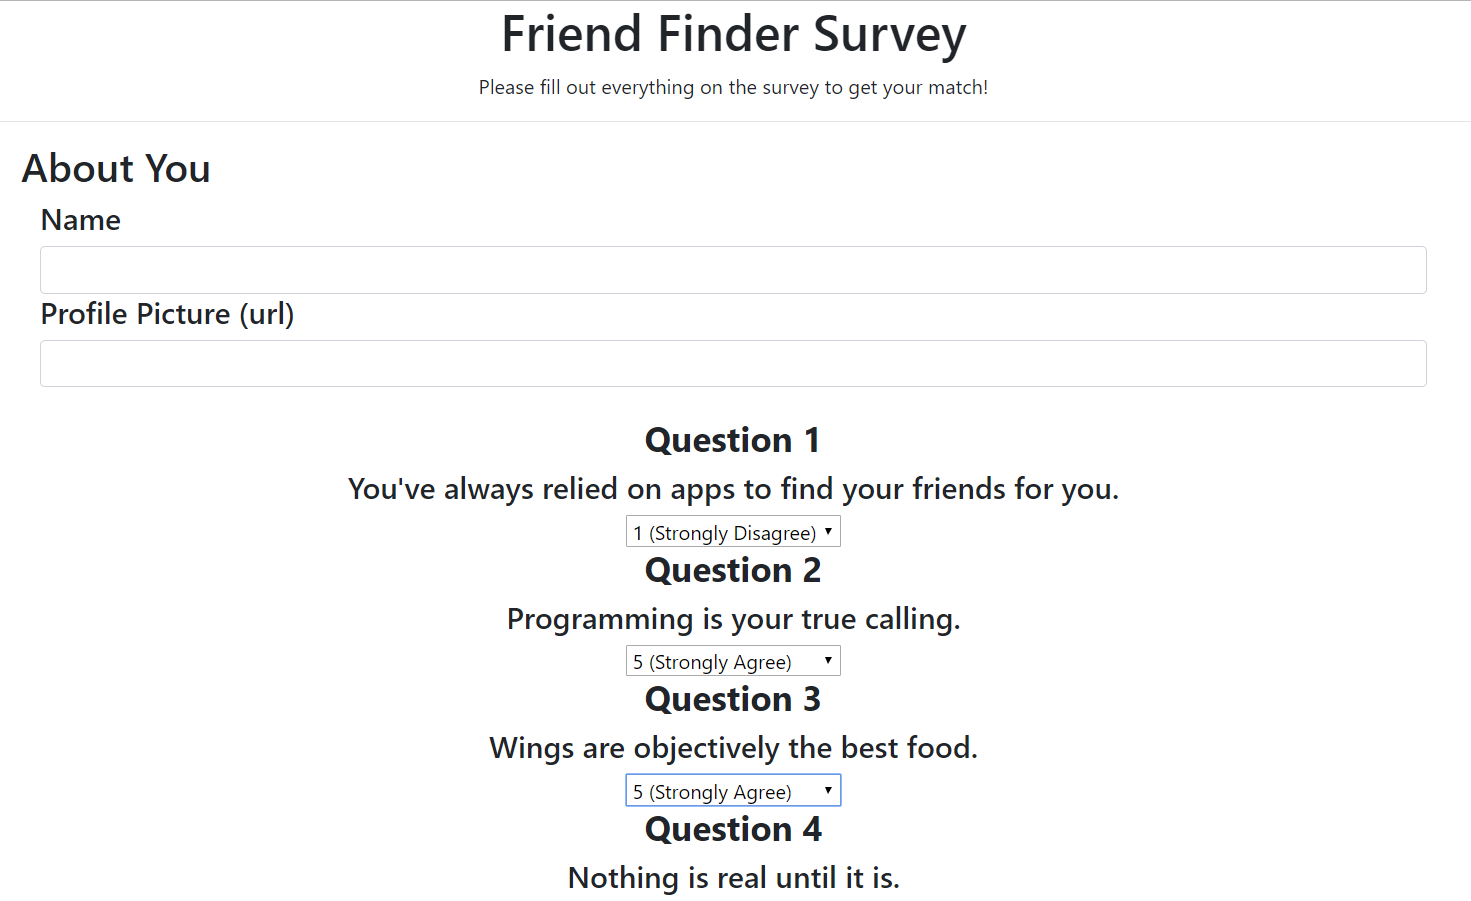 Friend Finder Survey
Please fill out everything on the survey to get your match!
About You
Name
Profile Picture (url)
Question 1
You've always relied on apps to find your friends for you.
1 (Strongly Disagree)
Question 2
Programming is your true calling.
5 (Strongly Agree)
Question 3
Wings are objectively the best food.
5 (Strongly Agree)
Question 4
Nothing is real until it is.